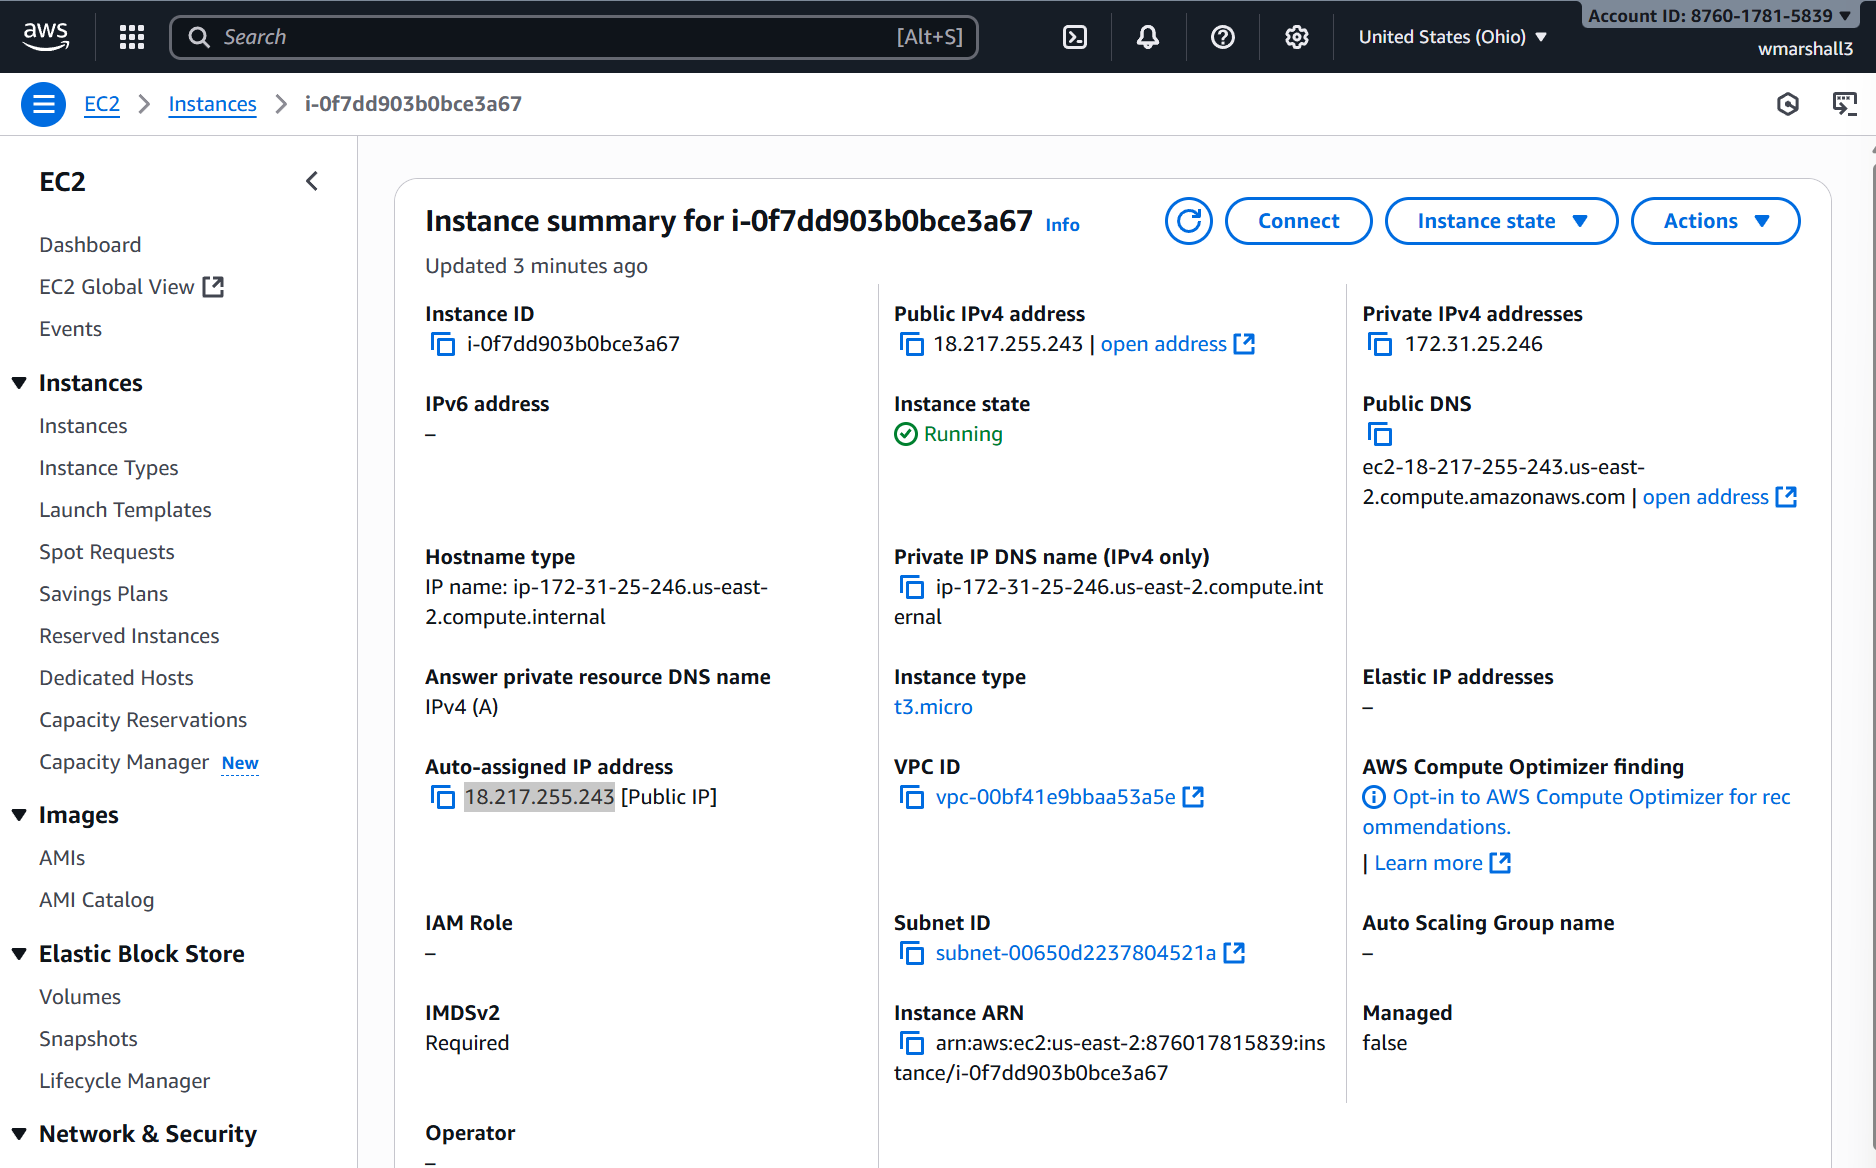 aws
Search
[Alt+S]
United States (Ohio)
Account ID: 8760-1781-5839
wmarshall3
EC2
Instances
i-0f7dd903b0bce3a67
EC2
Dashboard
EC2 Global View
Events
Instances
Instances
Instance Types
Launch Templates
Spot Requests
Savings Plans
Reserved Instances
Dedicated Hosts
Capacity Reservations
Capacity Manager New
Images
AMIs
AMI Catalog
Elastic Block Store
Volumes
Snapshots
Lifecycle Manager
Network & Security
Instance summary for i-0f7dd903b0bce3a67 Info
Updated 3 minutes ago
Connect
Instance state
Actions
Instance ID
i-0f7dd903b0bce3a67
Public IPv4 address
18.217.255.243 | open address
Private IPv4 addresses
172.31.25.246
IPv6 address
–
Instance state
Running
Public DNS
ec2-18-217-255-243.us-east-
2.compute.amazonaws.com | open address
Hostname type
IP name: ip-172-31-25-246.us-east-
2.compute.internal
Private IP DNS name (IPv4 only)
ip-172-31-25-246.us-east-2.compute.int
ernal
Answer private resource DNS name
IPv4 (A)
Instance type
t3.micro
Elastic IP addresses
–
Auto-assigned IP address
18.217.255.243 [Public IP]
VPC ID
vpc-00bf41e9bbaa53a5e
AWS Compute Optimizer finding
Opt-in to AWS Compute Optimizer for rec
ommendations.
| Learn more
IAM Role
–
Subnet ID
subnet-00650d2237804521a
Auto Scaling Group name
–
IMDSv2
Required
Instance ARN
arn:aws:ec2:us-east-2:876017815839:ins
tance/i-0f7dd903b0bce3a67
Managed
false
Operator
–